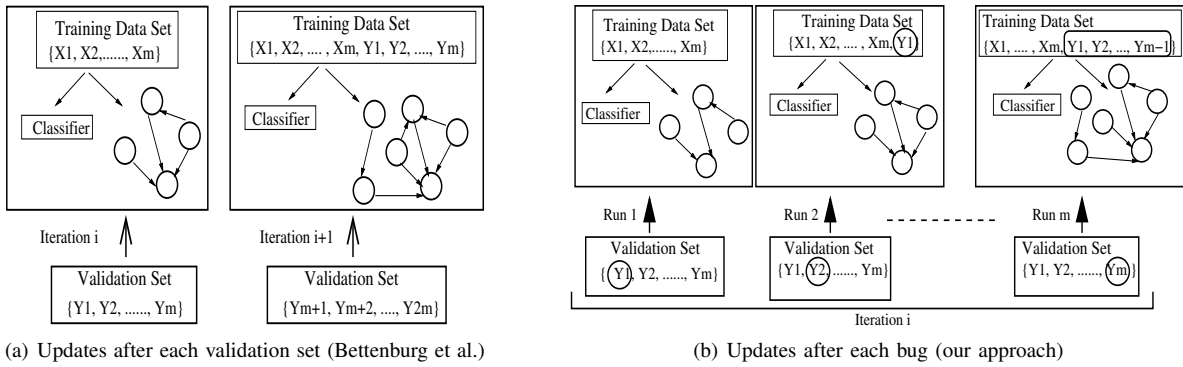 Training Data Set
{X1, X2,......, Xm}
Classifier
Iteration i
Validation Set
{Y1, Y2, ......, Ym}
Training Data Set
{X1, X2, .... , Xm, Y1, Y2, ...., Ym}
Classifier
Iteration i+1
Validation Set
{Ym+1, Ym+2, ...., Y2m}
(a) Updates after each validation set (Bettenburg et al.)
Training Data Set
{X1, X2,......, Xm}
Classifier
Run 1
Validation Set
{ Y1, Y2, ......, Ym}
Training Data Set
{X1, X2, .... , Xm, Y1}
Classifier
Run 2
Validation Set
{Y1, Y2, ......, Ym}
Training Data Set
{X1, .... , Xm, Y1, Y2, ..., Ym−1}
Classifier
Run m
Validation Set
{Y1, Y2, ......, Ym}
Iteration i
(b) Updates after each bug (our approach)